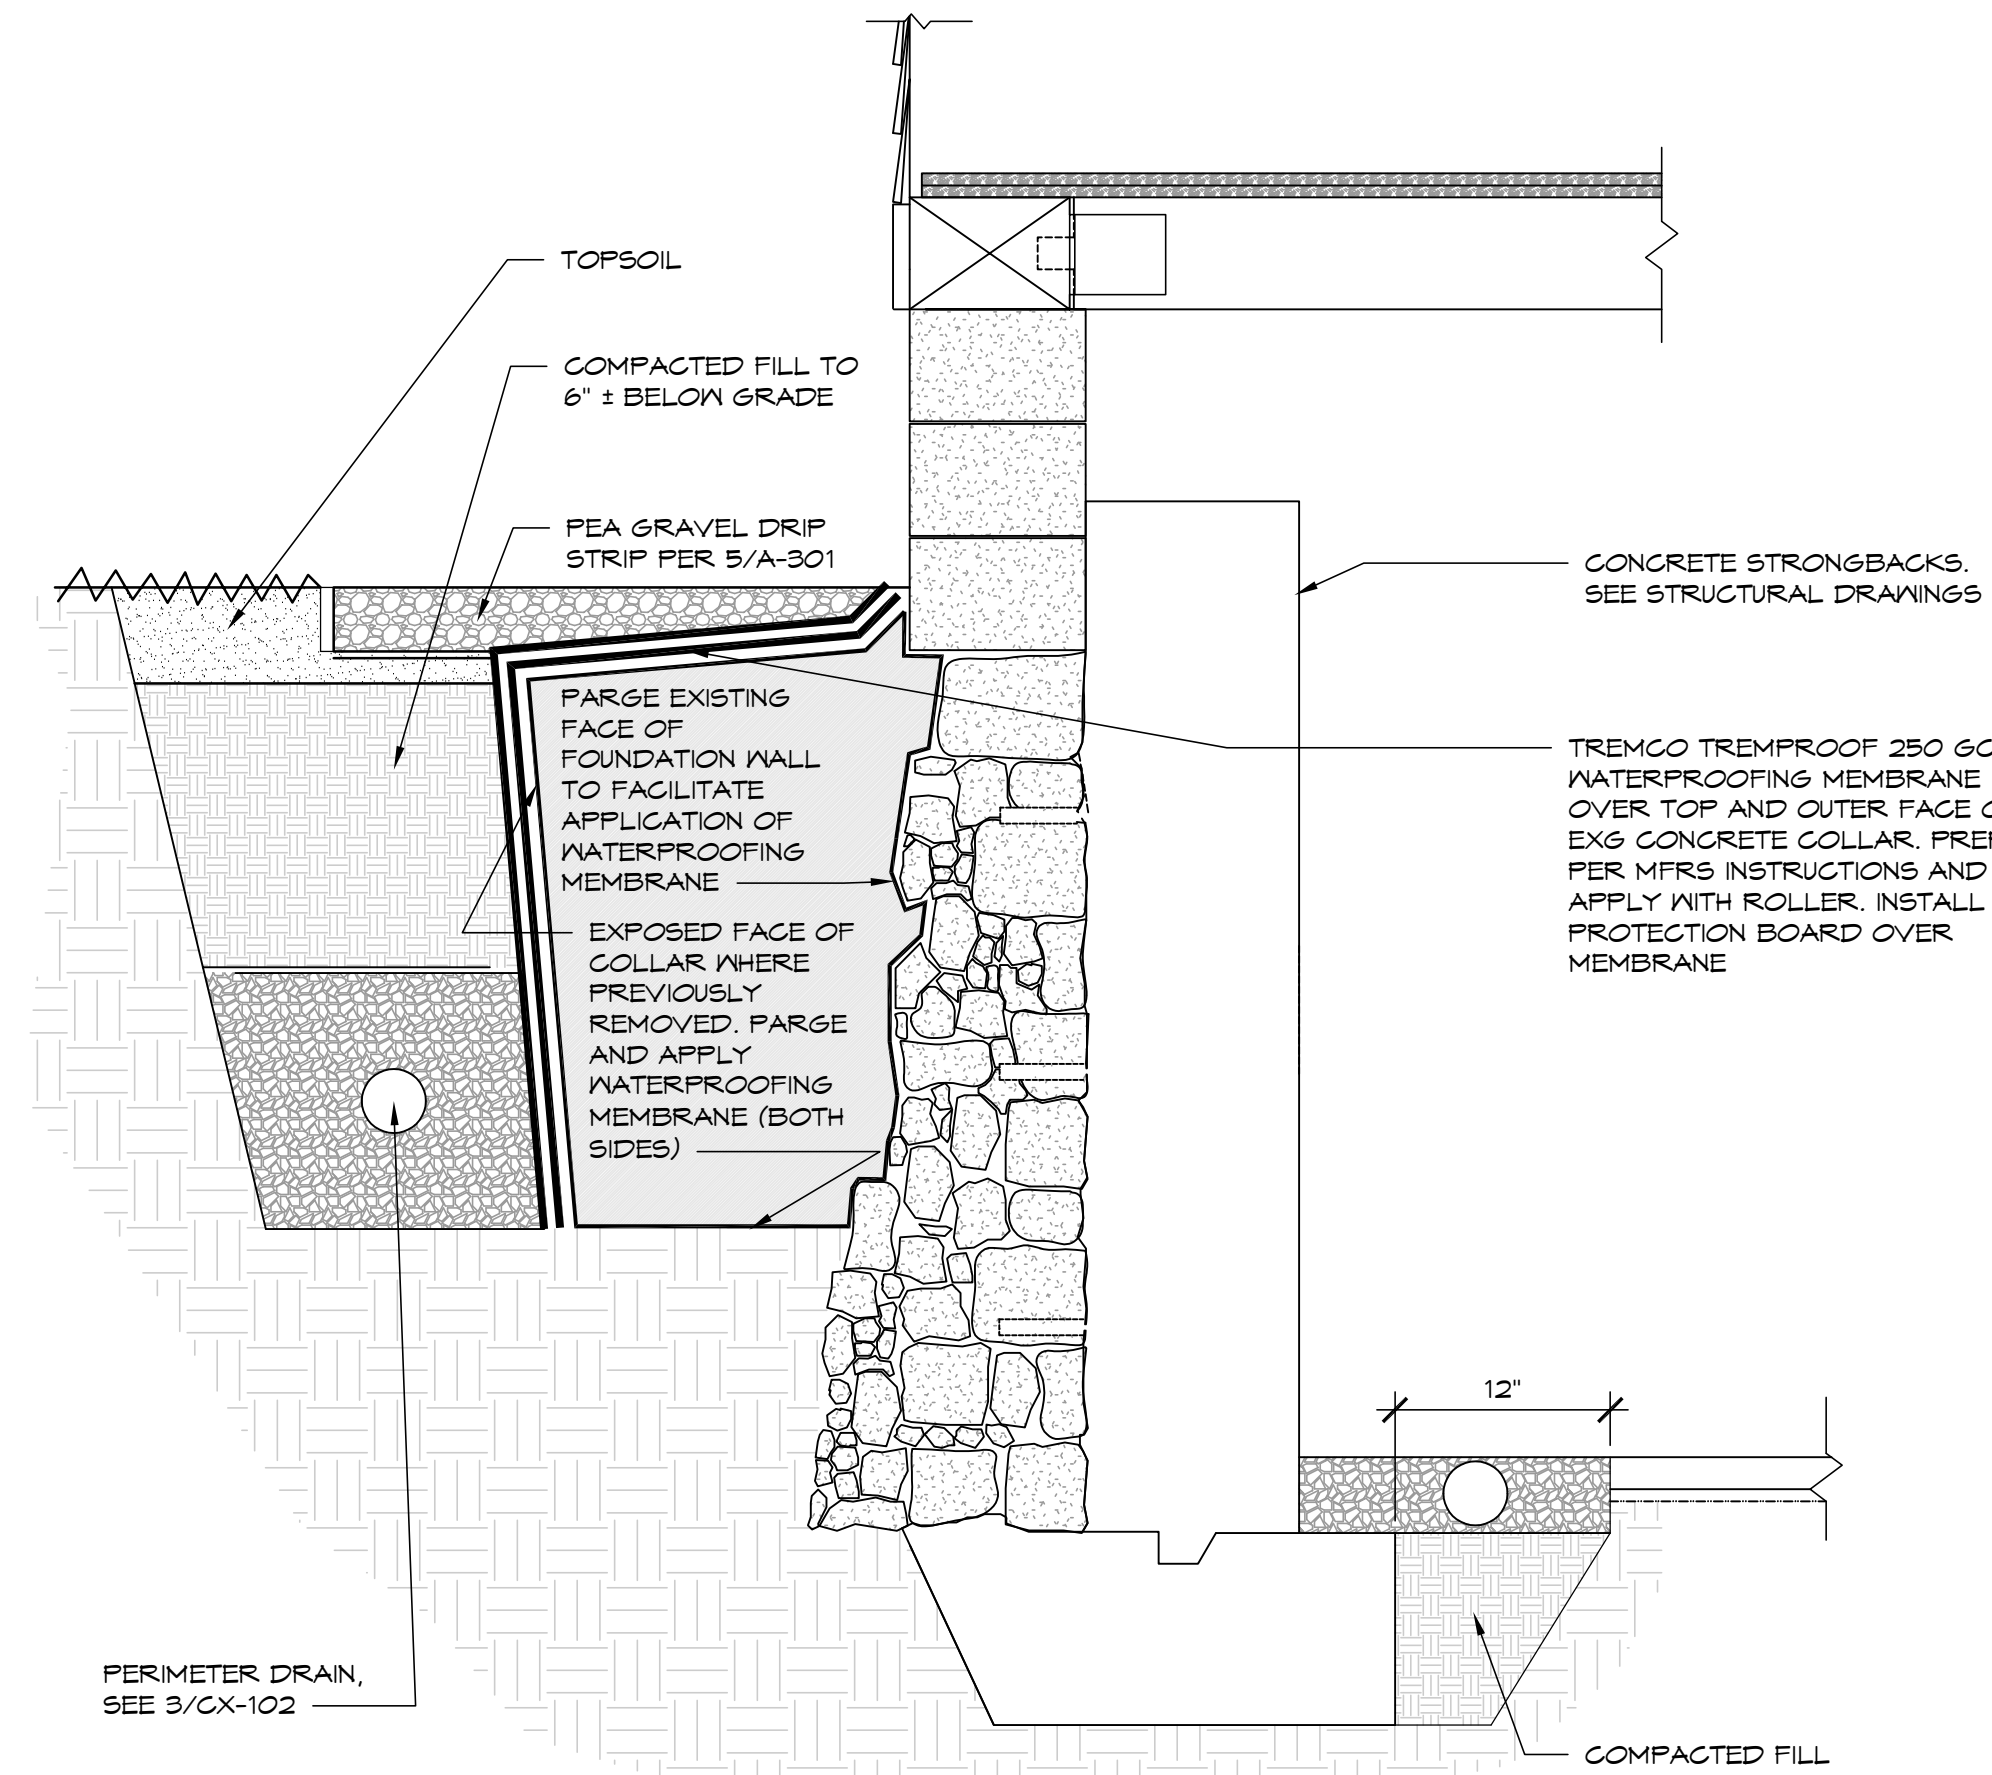 TOPSOIL
COMPACTED FILL TO
6" ± BELOW GRADE
PEA GRAVEL DRIP
STRIP PER 5/A-301
CONCRETE STRONGBACKS.
SEE STRUCTURAL DRAWINGS
PARGE EXISTING
FACE OF
FOUNDATION WALL
TO FACILITATE
APPLICATION OF
WATERPROOFING
MEMBRANE
EXPOSED FACE OF
COLLAR WHERE
PREVIOUSLY
REMOVED. PARGE
AND APPLY
WATERPROOFING
MEMBRANE (BOTH
SIDES)
TREMCO TREMPROOF 250 GC
WATERPROOFING MEMBRANE
OVER TOP AND OUTER FACE
EXG CONCRETE COLLAR.
PER MFRS INSTRUCTIONS AND
APPLY WITH ROLLER. INSTALL
PROTECTION BOARD OVER
MEMBRANE
12"
PERIMETER DRAIN,
SEE 3/CX-102
COMPACTED FILL